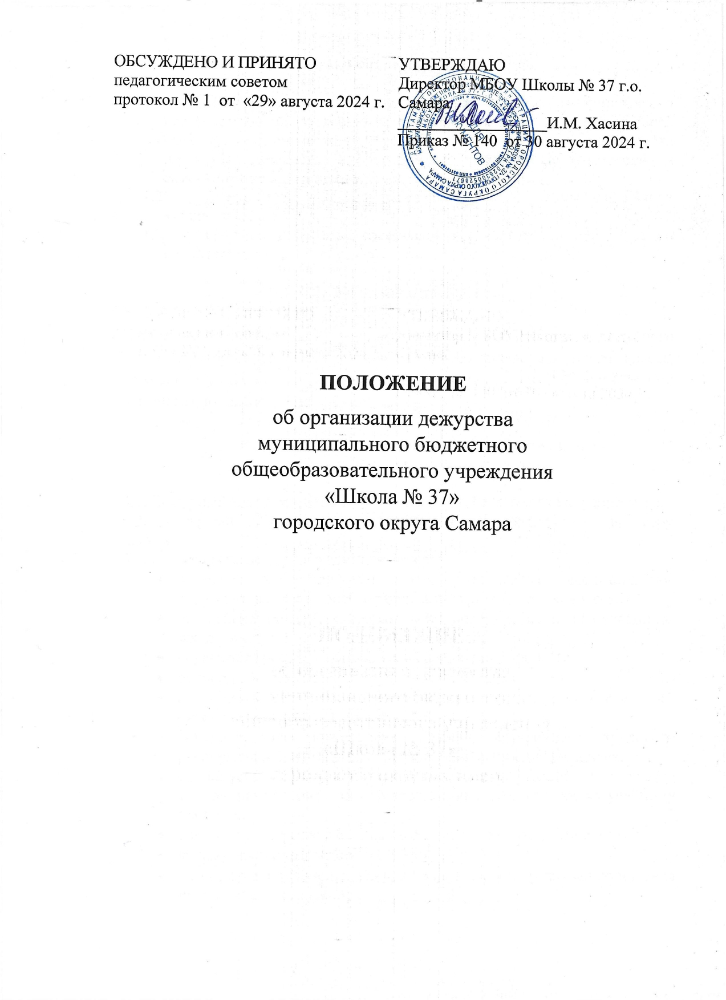 ОБСУЖДЕНО И ПРИНЯТО
педагогическим советом
протокол № 1 от «29» августа 2024 г.
УТВЕРЖДАЮ
Директор МБОУ Школы № 37 г.о.
Самара
И.М. Хасина
Приказ № 140 от 30 августа 2024 г.
ДЛЯ
ДОКУМЕНТОВ
ПОЛОЖЕНИЕ
об организации дежурства
муниципального бюджетного
общеобразовательного учреждения
«Школа № 37»
городского округа Самара